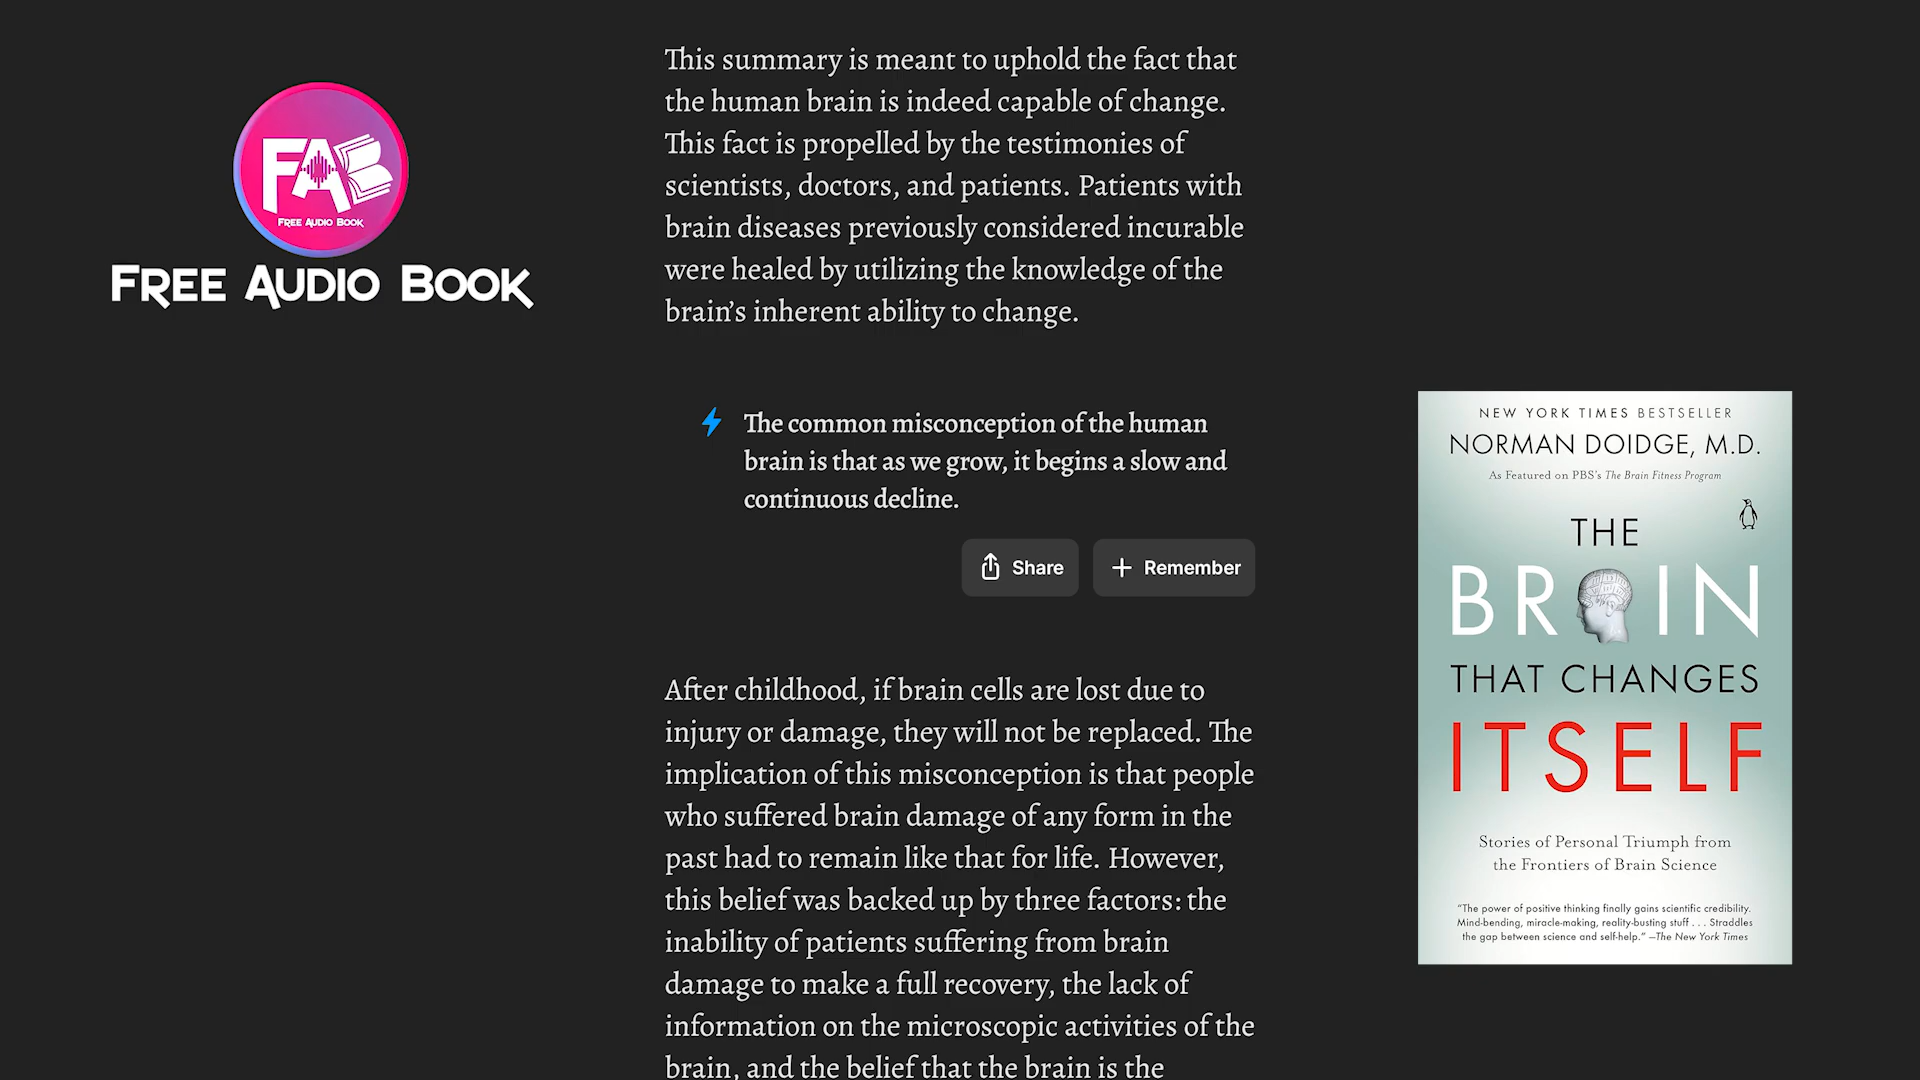 FAB
FREE AUDIO BOOK
FREE AUDIO BOOK
This summary is meant to uphold the fact that
the human brain is indeed capable of change.
This fact is propelled by the testimonies of
scientists, doctors, and patients. Patients with
brain diseases previously considered incurable
were healed by utilizing the knowledge of the
brain’s inherent ability to change.
The common misconception of the human
brain is that as we grow, it begins a slow and
continuous decline.
Share
Remember
After childhood, if brain cells are lost due to
injury or damage, they will not be replaced. The
implication of this misconception is that people
who suffered brain damage of any form in the
past had to remain like that for life. However,
this belief was backed up by three factors: the
inability of patients suffering from brain
damage to make a full recovery, the lack of
information on the microscopic activities of the
brain, and the belief that the brain is the
NEW YORK TIMES BESTSELLER
NORMAN DOIDGE, M.D.
As Featured on PBS’s The Brain Fitness Program
THE
BRAIN
THAT CHANGES
ITSELF
Stories of Personal Triumph from
the Frontiers of Brain Science
“The power of positive thinking finally gains scientific credibility.
Mind-bending, miracle-making, reality-busting stuff . . . Straddles
the gap between science and self-help.” —The New York Times